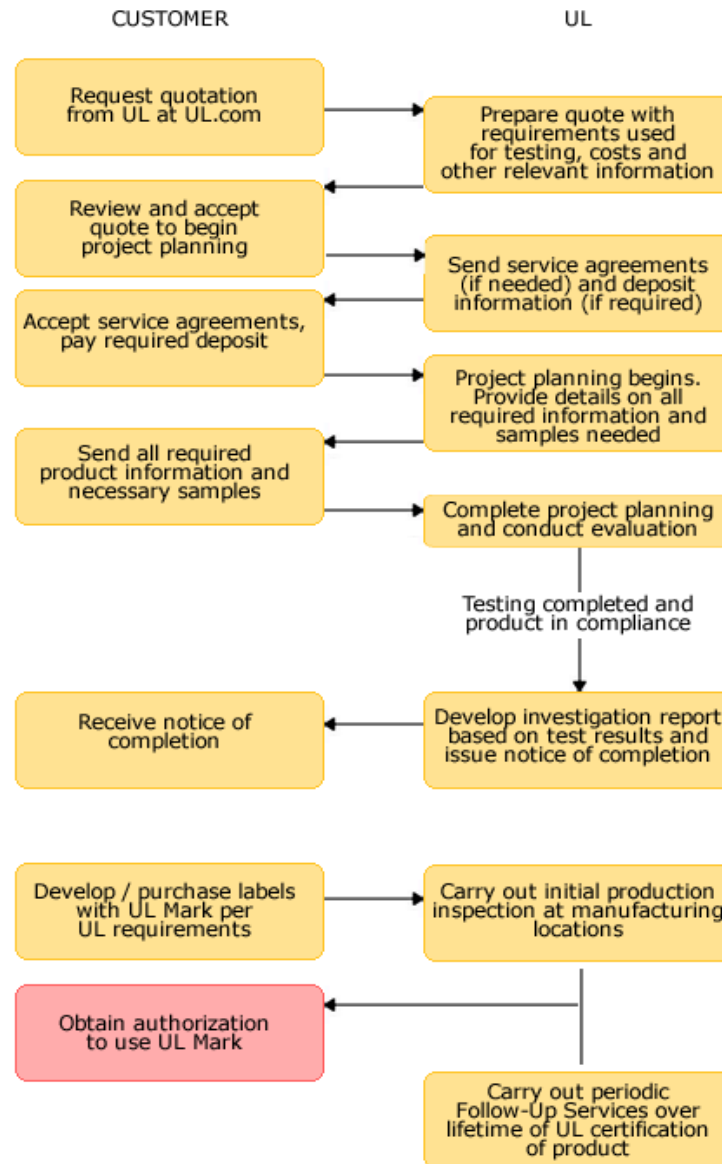 CUSTOMER
UL
Request quotation
from UL at UL.com
Prepare quote with
requirements used
for testing, costs and
other relevant information
Review and accept
quote to begin
project planning
Send service agreements
(if needed) and deposit
information (if required)
Accept service agreements,
pay required deposit
Project planning begins.
Provide details on all
required information and
samples needed
Send all required
product information and
necessary samples
Complete project planning
and conduct evaluation
Testing completed and
product in compliance
Develop investigation report
based on test results and
issue notice of completion
Receive notice of
completion
Develop / purchase labels
with UL Mark per
UL requirements
Carry out initial production
inspection at manufacturing
locations
Obtain authorization
to use UL Mark
Carry out periodic
Follow-Up Services over
lifetime of UL certification
of product